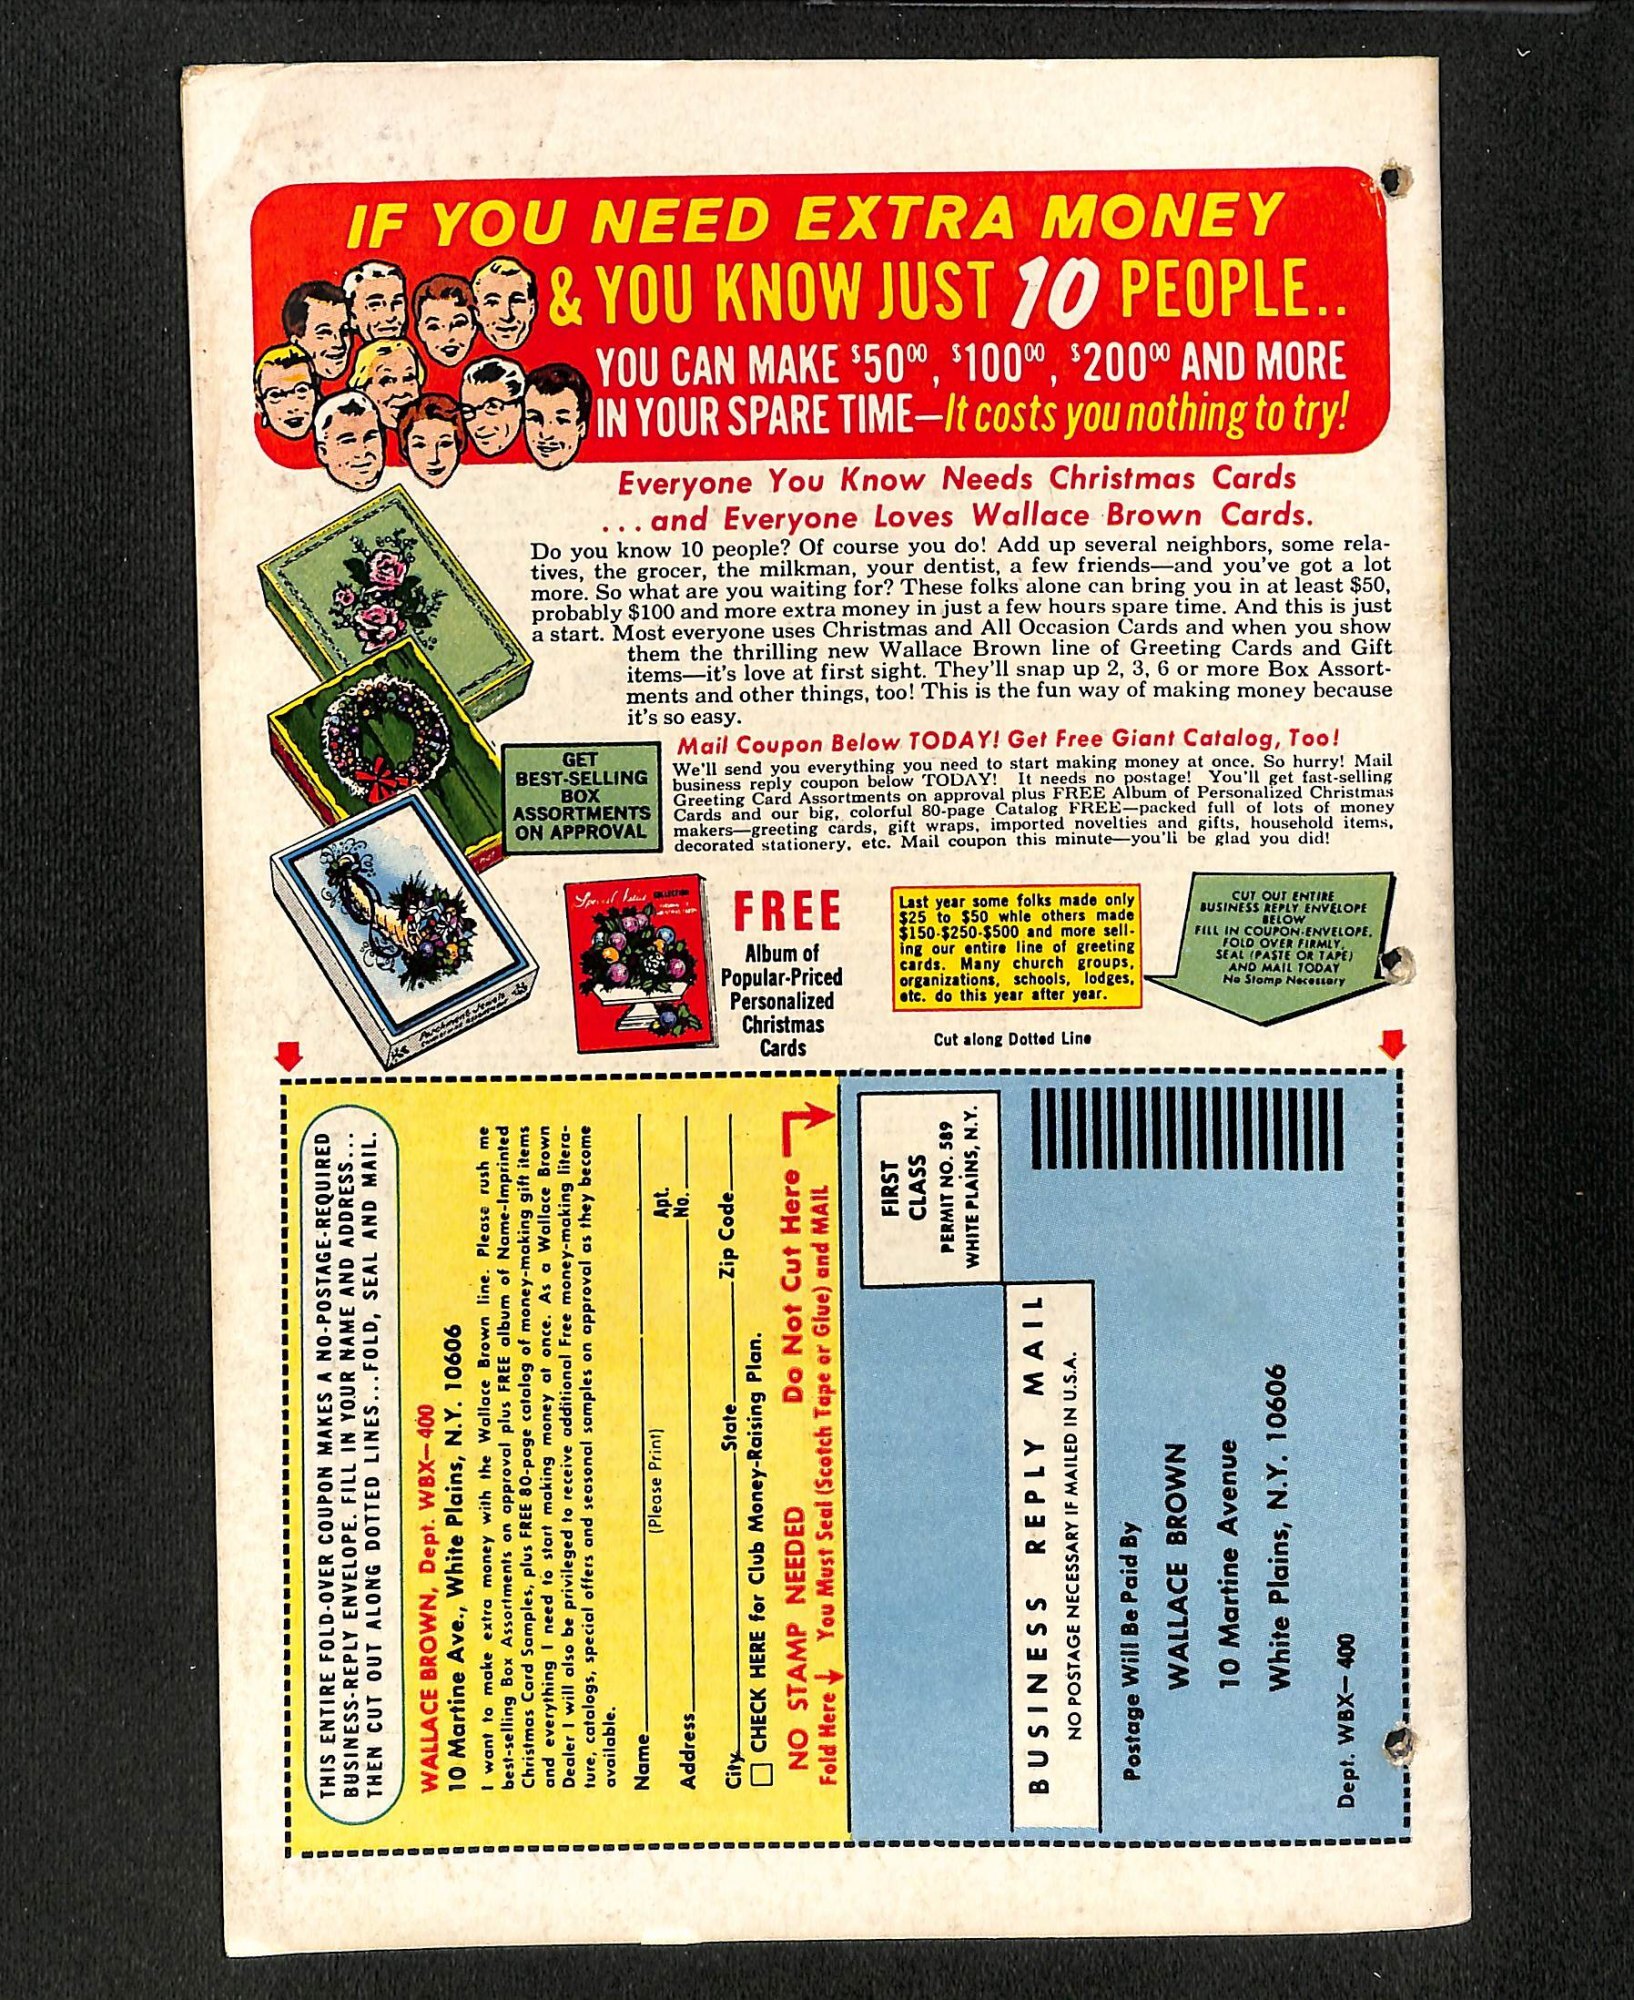 IF YOU NEED EXTRA MONEY
& YOU KNOW JUST 10 PEOPLE..
YOU CAN MAKE $50⁰⁰, $100⁰⁰, $200⁰⁰ AND MORE
IN YOUR SPARE TIME—It costs you nothing to try!
Everyone You Know Needs Christmas Cards
...and Everyone Loves Wallace Brown Cards.
Do you know 10 people? Of course you do! Add up several neighbors, some rela-
tives, the grocer, the milkman, your dentist, a few friends—and you've got a lot
more. So what are you waiting for? These folks alone can bring you in at least $50,
probably $100 and more extra money in just a few hours spare time. And this is just
a start. Most everyone uses Christmas and All Occasion Cards and when you show
them the thrilling new Wallace Brown line of Greeting Cards and Gift
items—it's love at first sight. They'll snap up 2, 3, 6 or more Box Assort-
ments and other things, too! This is the fun way of making money because
it's so easy.
GET
BEST-SELLING
BOX
ASSORTMENTS
ON APPROVAL
Mail Coupon Below TODAY! Get Free Giant Catalog, Too!
We'll send you everything you need to start making money at once. So hurry! Mail
business reply coupon below TODAY! It needs no postage! You'll get fast-selling
Greeting Card Assortments on approval plus FREE Album of Personalized Christmas
Cards and our big, colorful 80-page Catalog FREE—packed full of lots of money
makers—greeting cards, gift wraps, imported novelties and gifts, household items,
decorated stationery, etc. Mail coupon this minute—you'll be glad you did!
Parchment Jewels
Special Value
COLLECTION
FREE
Album of
Popular-Priced
Personalized
Christmas
Cards
Last year some folks made only
$25 to $50 whle others made
$150-$250-$500 and more sell-
ing our entire line of greeting
cards. Many church groups,
organizations, schools, lodges,
etc. do this year after year.
CUT OUT ENTIRE
BUSINESS REPLY ENVELOPE
BELOW
FILL IN COUPON-ENVELOPE,
FOLD OVER FIRMLY,
SEAL (PASTE OR TAPE)
AND MAIL TODAY
No Stamp Necessary
Cut along Dotted Line
THIS ENTIRE FOLD-OVER COUPON MAKES A NO-POSTAGE-REQUIRED
BUSINESS-REPLY ENVELOPE. FILL IN YOUR NAME AND ADDRESS...
THEN CUT OUT ALONG DOTTED LINES...FOLD, SEAL AND MAIL.
WALLACE BROWN, Dept. WBX—400
10 Martine Ave., White Plains, N.Y. 10606
I want to make extra money with the Wallace Brown line. Please rush me
best-selling Box Assortments on approval plus FREE album of Name-Imprinted
Christmas Card Samples, plus FREE 80-page catalog of money-making gift items
and everything I need to start making money at once. As a Wallace Brown
Dealer I will also be privileged to receive additional Free money-making litera-
ture, catalogs, special offers and seasonal samples on approval as they become
available.
Name
(Please Print)
Address Apt. No.
City State Zip Code
CHECK HERE for Club Money-Raising Plan.
NO STAMP NEEDED Do Not Cut Here
Fold Here You Must Seal (Scotch Tape or Glue) and MAIL
FIRST
CLASS
PERMIT NO. 589
WHITE PLAINS, N.Y.
BUSINESS REPLY MAIL
NO POSTAGE NECESSARY IF MAILED IN U.S.A.
Postage Will Be Paid By
WALLACE BROWN
10 Martine Avenue
White Plains, N.Y. 10606
Dept. WBX—400